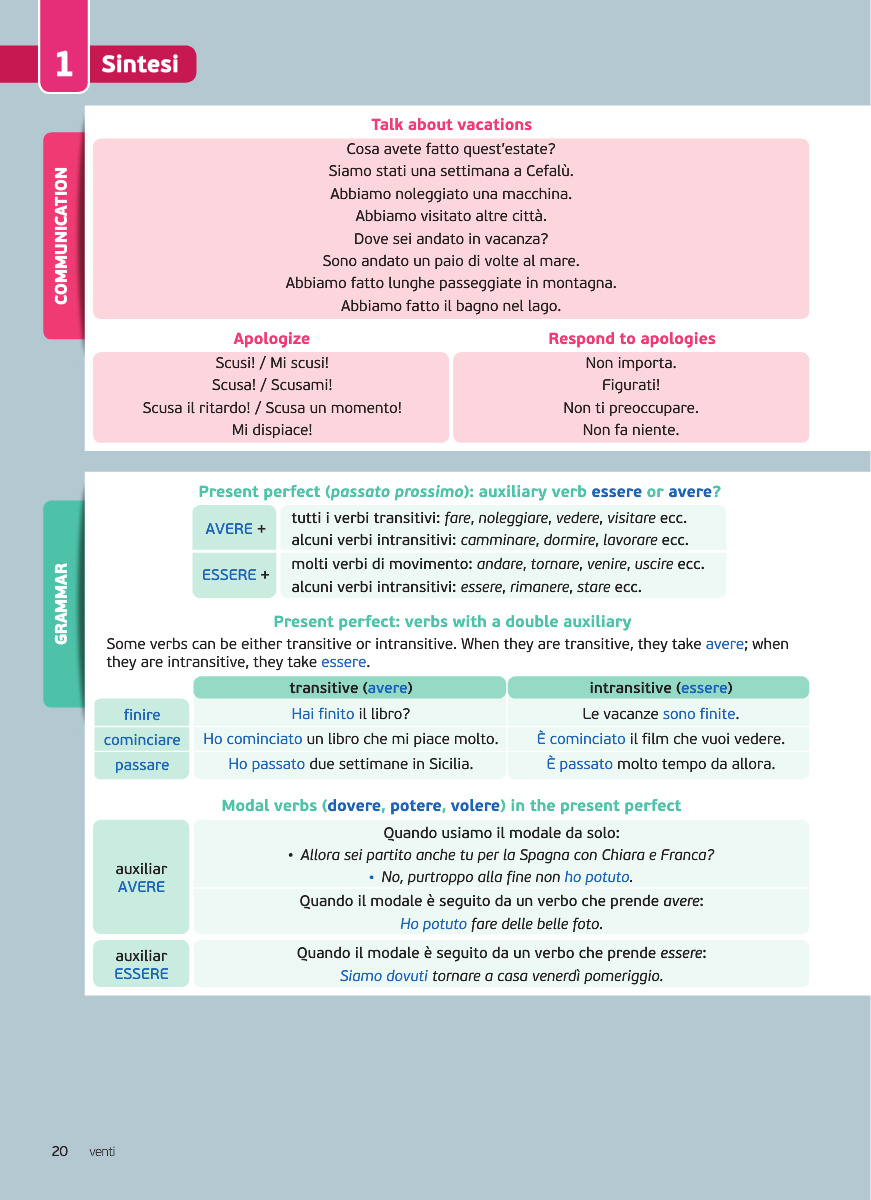 1 Sintesi
COMMUNICATION
Talk about vacations
Cosa avete fatto quest'estate?
Siamo stati una settimana a Cefalù.
Abbiamo noleggiato una macchina.
Abbiamo visitato altre città.
Dove sei andato in vacanza?
Sono andato un paio di volte al mare.
Abbiamo fatto lunghe passeggiate in montagna.
Abbiamo fatto il bagno nel lago.
Apologize
Scusi! / Mi scusi!
Scusa! / Scusami!
Scusa il ritardo! / Scusa un momento!
Mi dispiace!
Respond to apologies
Non importa.
Figurati!
Non ti preoccupare.
Non fa niente.
GRAMMAR
Present perfect (passato prossimo): auxiliary verb essere or avere?
AVERE +
tutti i verbi transitivi: fare, noleggiare, vedere, visitare ecc.
alcuni verbi intransitivi: camminare, dormire, lavorare ecc.
ESSERE +
molti verbi di movimento: andare, tornare, venire, uscire ecc.
alcuni verbi intransitivi: essere, rimanere, stare ecc.
Present perfect: verbs with a double auxiliary
Some verbs can be either transitive or intransitive. When they are transitive, they take avere; when
they are intransitive, they take essere.
transitive (avere) intransitive (essere)
finire Hai finito il libro? Le vacanze sono finite.
cominciare Ho cominciato un libro che mi piace molto. È cominciato il film che vuoi vedere.
passare Ho passato due settimane in Sicilia. È passato molto tempo da allora.
Modal verbs (dovere, potere, volere) in the present perfect
auxiliar
AVERE
Quando usiamo il modale da solo:
• Allora sei partito anche tu per la Spagna con Chiara e Franca?
• No, purtroppo alla fine non ho potuto.
Quando il modale è seguito da un verbo che prende avere:
Ho potuto fare delle belle foto.
auxiliar
ESSERE
Quando il modale è seguito da un verbo che prende essere:
Siamo dovuti tornare a casa venerdì pomeriggio.
20 venti